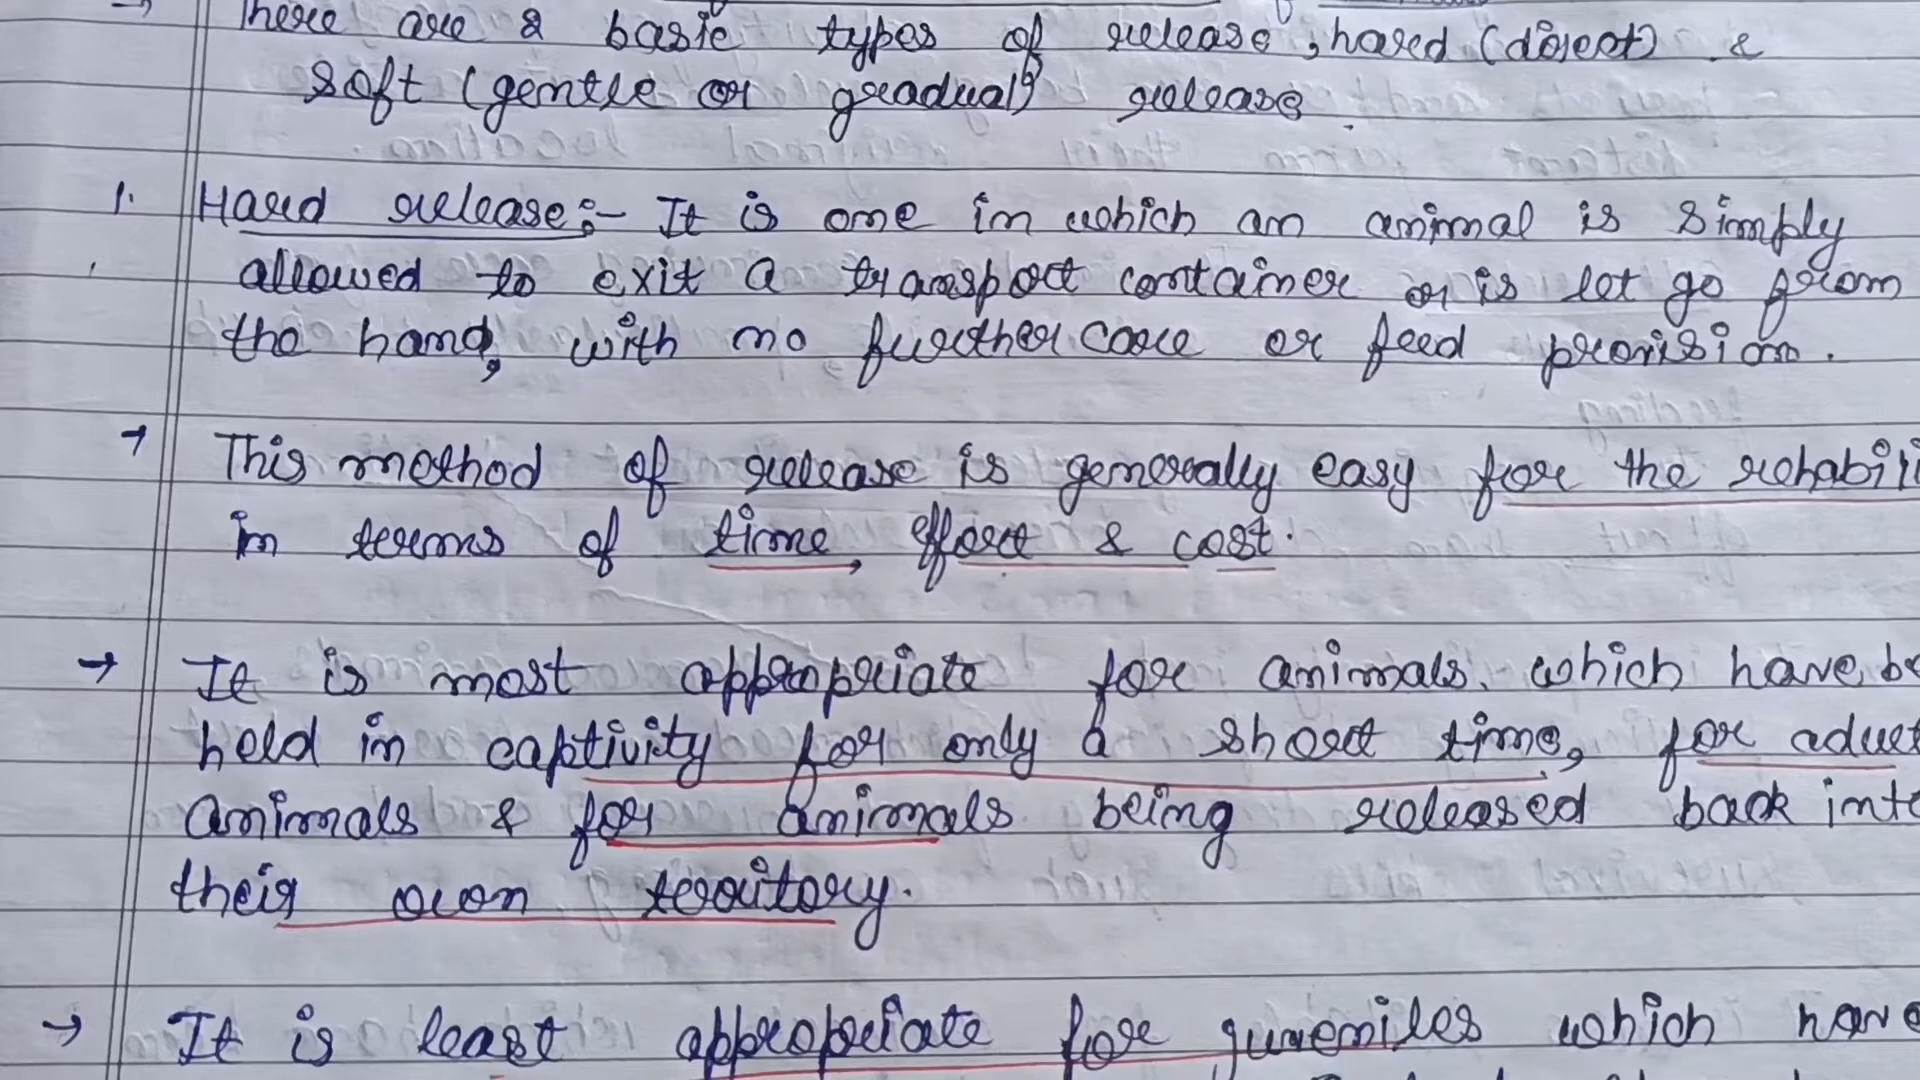 → There are 2 basic types of release, hard (direct) &
soft (gentle or gradual) release.
1. Hard release:- It is one in which an animal is simply
allowed to exit a transport container or is let go from
the hand, with no further care or feed provision.
→ This method of release is generally easy for the rehabili
in terms of time, effort & cost.
→ It is most appropriate for animals which have be
held in captivity for only a short time, for adult
animals & for animals being released back into
their own territory.
→ It is least appropriate for juveniles which have